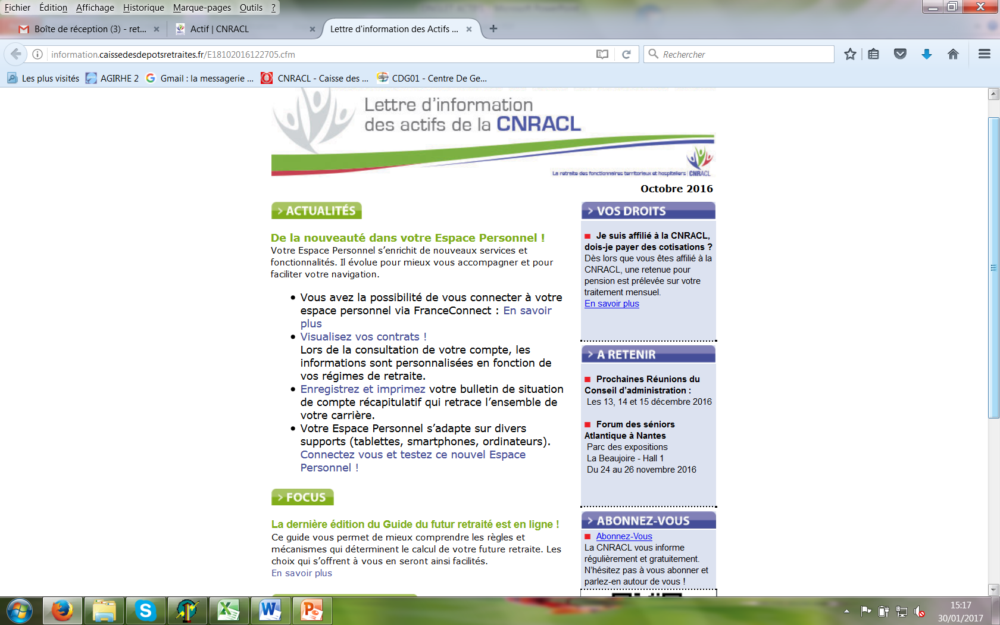 Fichier Édition Affichage Historique Marque-pages Outils ?
Boîte de réception (3) - ret...
Actif | CNRACL
Lettre d'information des Actifs ...
information.caissedesdepotsretraites.fr/E18102016122705.cfm
Rechercher
Les plus visités
AGIRHE 2
Gmail : la messagerie ...
CNRACL - Caisse des ...
CDG01 - Centre De Ge...
Lettre d'information
des actifs de la CNRACL
La retraite des fonctionnaires territoriaux et hospitaliers | CNRACL
Octobre 2016
> ACTUALITÉS
De la nouveauté dans votre Espace Personnel !
Votre Espace Personnel s’enrichit de nouveaux services et
fonctionnalités. Il évolue pour mieux vous accompagner et pour
faciliter votre navigation.
• Vous avez la possibilité de vous connecter à votre
espace personnel via FranceConnect : En savoir
plus
• Visualisez vos contrats !
Lors de la consultation de votre compte, les
informations sont personnalisées en fonction de
vos régimes de retraite.
• Enregistrez et imprimez votre bulletin de situation
de compte récapitulatif qui retrace l’ensemble de
votre carrière.
• Votre Espace Personnel s’adapte sur divers
supports (tablettes, smartphones, ordinateurs).
Connectez vous et testez ce nouvel Espace
Personnel !
> FOCUS
La dernière édition du Guide du futur retraité est en ligne !
Ce guide vous permet de mieux comprendre les règles et
mécanismes qui déterminent le calcul de votre future retraite. Les
choix qui s’offrent à vous en seront ainsi facilités.
En savoir plus
> VOS DROITS
Je suis affilié à la CNRACL,
dois-je payer des cotisations ?
Dès lors que vous êtes affilié à la
CNRACL, une retenue pour
pension est prélevée sur votre
traitement mensuel.
En savoir plus
> A RETENIR
Prochaines Réunions du
Conseil d’administration :
Les 13, 14 et 15 décembre 2016
Forum des séniors
Atlantique à Nantes
Parc des expositions
La Beaujoire - Hall 1
Du 24 au 26 novembre 2016
> ABONNEZ-VOUS
Abonnez-Vous
La CNRACL vous informe
régulièrement et gratuitement.
N’hésitez pas à vous abonner et
parlez-en autour de vous !
15:17
30/01/2017